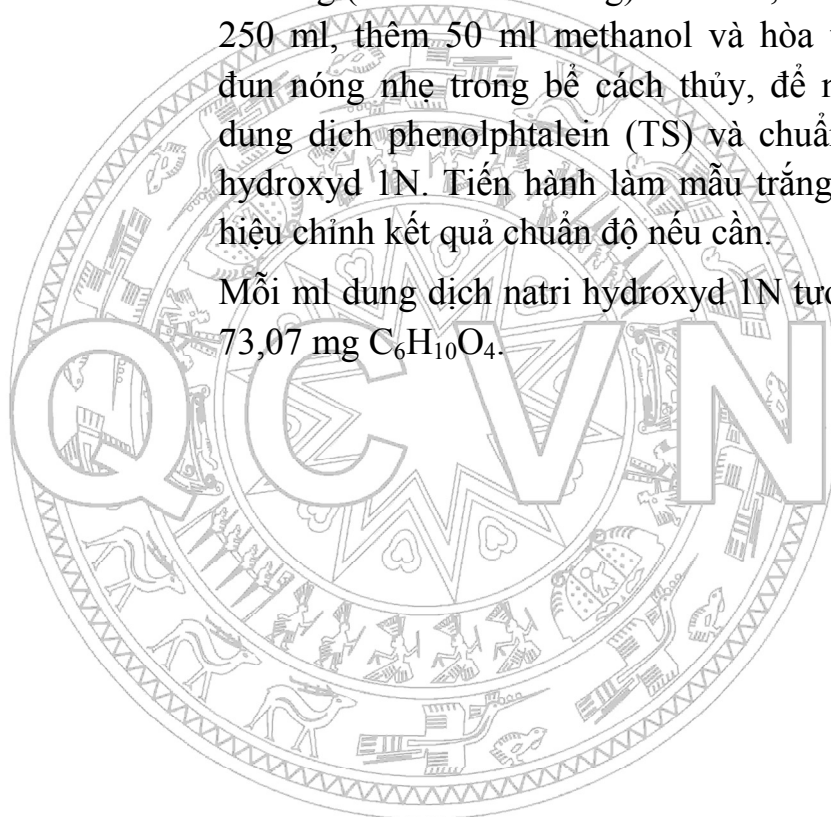 250 ml, thêm 50 ml methanol và hòa
đun nóng nhẹ trong bể cách thủy, để
dung dịch phenolphtalein (TS) và chuẩ
hydroxyd 1N. Tiến hành làm mẫu trắng
hiệu chỉnh kết quả chuẩn độ nếu cần.
Mỗi ml dung dịch natri hydroxyd 1N tư
73,07 mg C₆H₁₀O₄.
QCVN